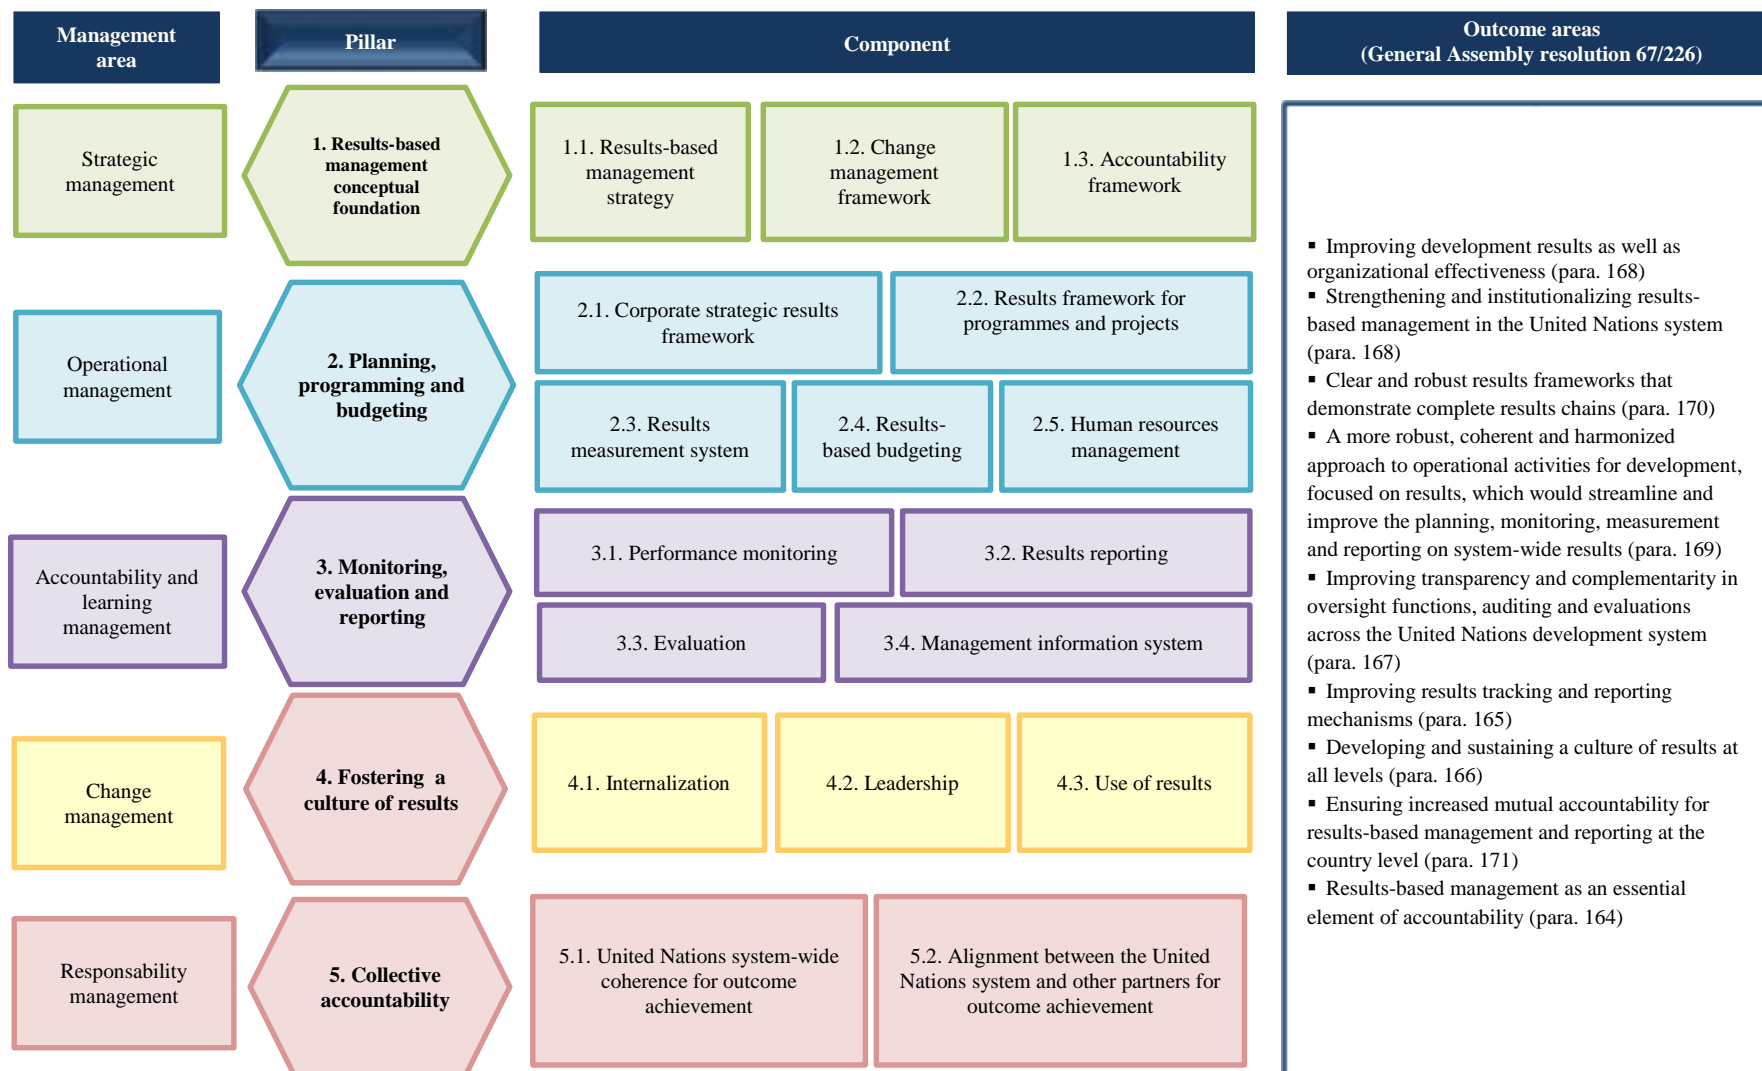 Management
area
Pillar
Component
Outcome areas
(General Assembly resolution 67/226)
Strategic
management
1. Results-based
management
conceptual
foundation
1.1. Results-based
management
strategy
1.2. Change
management
framework
1.3. Accountability
framework
Operational
management
2. Planning,
programming and
budgeting
2.1. Corporate strategic results
framework
2.2. Results framework for
programmes and projects
2.3. Results
measurement system
2.4. Results-
based budgeting
2.5. Human resources
management
Accountability and
learning
management
3. Monitoring,
evaluation and
reporting
3.1. Performance monitoring
3.2. Results reporting
3.3. Evaluation
3.4. Management information system
Change
management
4. Fostering a
culture of results
4.1. Internalization
4.2. Leadership
4.3. Use of results
Responsability
management
5. Collective
accountability
5.1. United Nations system-wide
coherence for outcome
achievement
5.2. Alignment between the United
Nations system and other partners for
outcome achievement
▪ Improving development results as well as
organizational effectiveness (para. 168)
▪ Strengthening and institutionalizing results-
based management in the United Nations system
(para. 168)
▪ Clear and robust results frameworks that
demonstrate complete results chains (para. 170)
▪ A more robust, coherent and harmonized
approach to operational activities for development,
focused on results, which would streamline and
improve the planning, monitoring, measurement
and reporting on system-wide results (para. 169)
▪ Improving transparency and complementarity in
oversight functions, auditing and evaluations
across the United Nations development system
(para. 167)
▪ Improving results tracking and reporting
mechanisms (para. 165)
▪ Developing and sustaining a culture of results at
all levels (para. 166)
▪ Ensuring increased mutual accountability for
results-based management and reporting at the
country level (para. 171)
▪ Results-based management as an essential
element of accountability (para. 164)